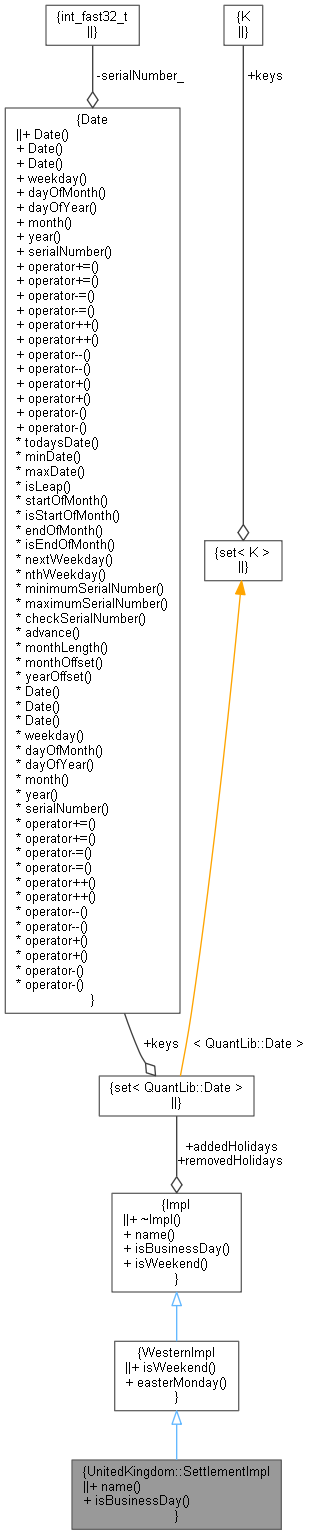 {int_fast32_t
||}
{K
||}
-serialNumber_
+keys
{Date
||+ Date()
+ Date()
+ Date()
+ weekday()
+ dayOfMonth()
+ dayOfYear()
+ month()
+ year()
+ serialNumber()
+ operator+=()
+ operator+=()
+ operator-=()
+ operator-=()
+ operator++()
+ operator++()
+ operator--()
+ operator--()
+ operator+()
+ operator+()
+ operator-()
+ operator-()
* todaysDate()
* minDate()
* maxDate()
* isLeap()
* startOfMonth()
* isStartOfMonth()
* endOfMonth()
* isEndOfMonth()
* nextWeekday()
* nthWeekday()
* minimumSerialNumber()
* maximumSerialNumber()
* checkSerialNumber()
* advance()
* monthLength()
* monthOffset()
* yearOffset()
* Date()
* Date()
* Date()
* weekday()
* dayOfMonth()
* dayOfYear()
* month()
* year()
* serialNumber()
* operator+=()
* operator+=()
* operator-=()
* operator-=()
* operator++()
* operator++()
* operator--()
* operator--()
* operator+()
* operator+()
* operator-()
* operator-()
}
{set< K >
||}
+keys
< QuantLib::Date >
{set< QuantLib::Date >
||}
+addedHolidays
+removedHolidays
{Impl
||+ ~Impl()
+ name()
+ isBusinessDay()
+ isWeekend()
}
{WesternImpl
||+ isWeekend()
+ easterMonday()
}
{UnitedKingdom::SettlementImpl
||+ name()
+ isBusinessDay()
}